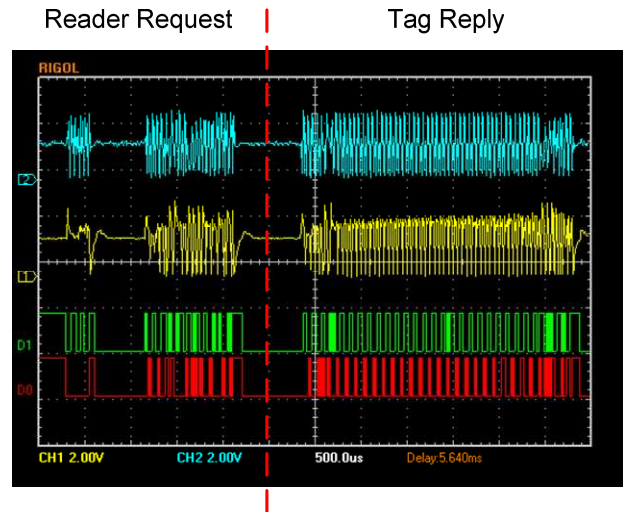 Reader Request Tag Reply
RIGOL
2
1
D1
D0
CH1 2.00V CH2 2.00V 500.0us Delay:5.640ms